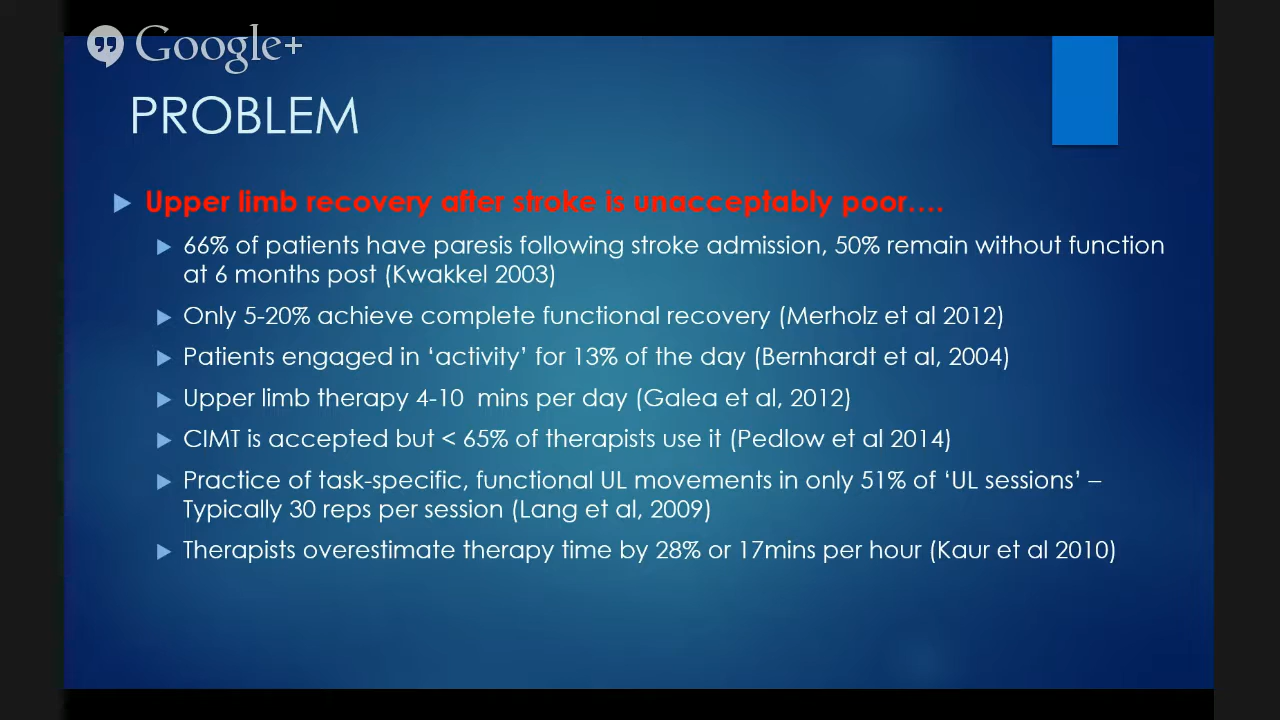 Google+
PROBLEM
Upper limb recovery after stroke is unacceptably poor….
66% of patients have paresis following stroke admission, 50% remain without function
at 6 months post (Kwakkel 2003)
Only 5-20% achieve complete functional recovery (Merholz et al 2012)
Patients engaged in ‘activity’ for 13% of the day (Bernhardt et al, 2004)
Upper limb therapy 4-10  mins per day (Galea et al, 2012)
CIMT is accepted but < 65% of therapists use it (Pedlow et al 2014)
Practice of task-specific, functional UL movements in only 51% of ‘UL sessions’ –
Typically 30 reps per session (Lang et al, 2009)
Therapists overestimate therapy time by 28% or 17mins per hour (Kaur et al 2010)